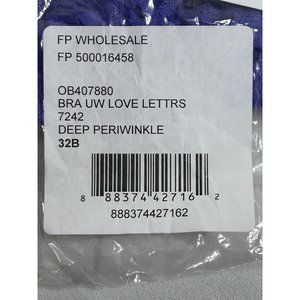 FP WHOLESALE
FP 500016458
OB407880
BRA UW LOVE LETTRS
7242
DEEP PERIWINKLE
32B
8 88374 42716 2
888374427162